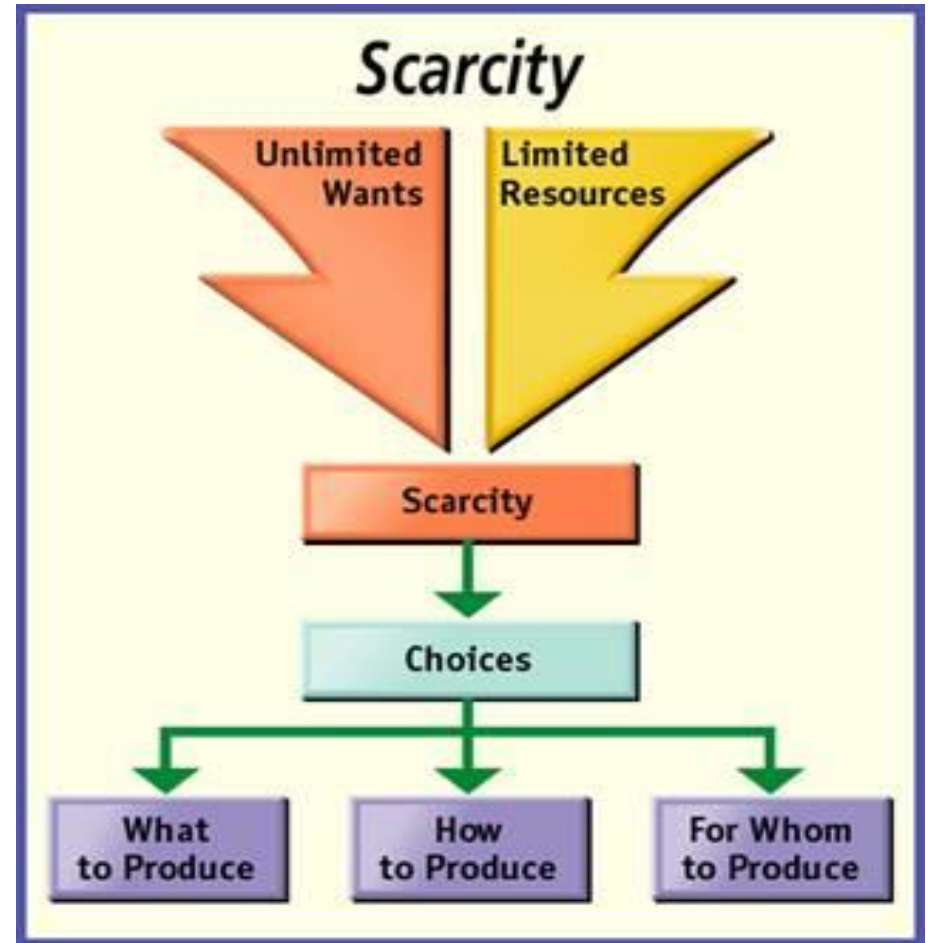 Scarcity
Unlimited
Wants
Limited
Resources
Scarcity
Choices
What
to Produce
How
to Produce
For Whom
to Produce